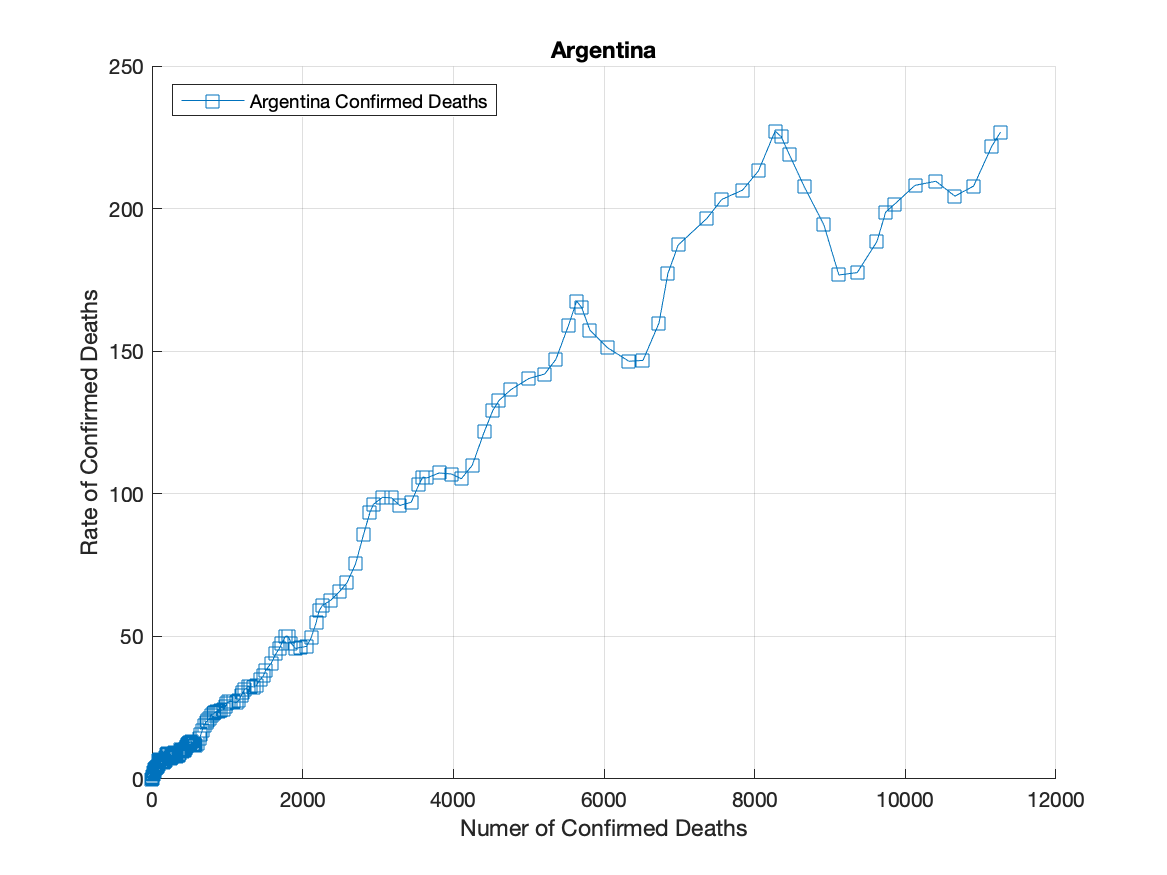 Argentina
250
Argentina Confirmed Deaths
200
150
100
50
0
Rate of Confirmed Deaths
0 2000 4000 6000 8000 10000 12000
Numer of Confirmed Deaths